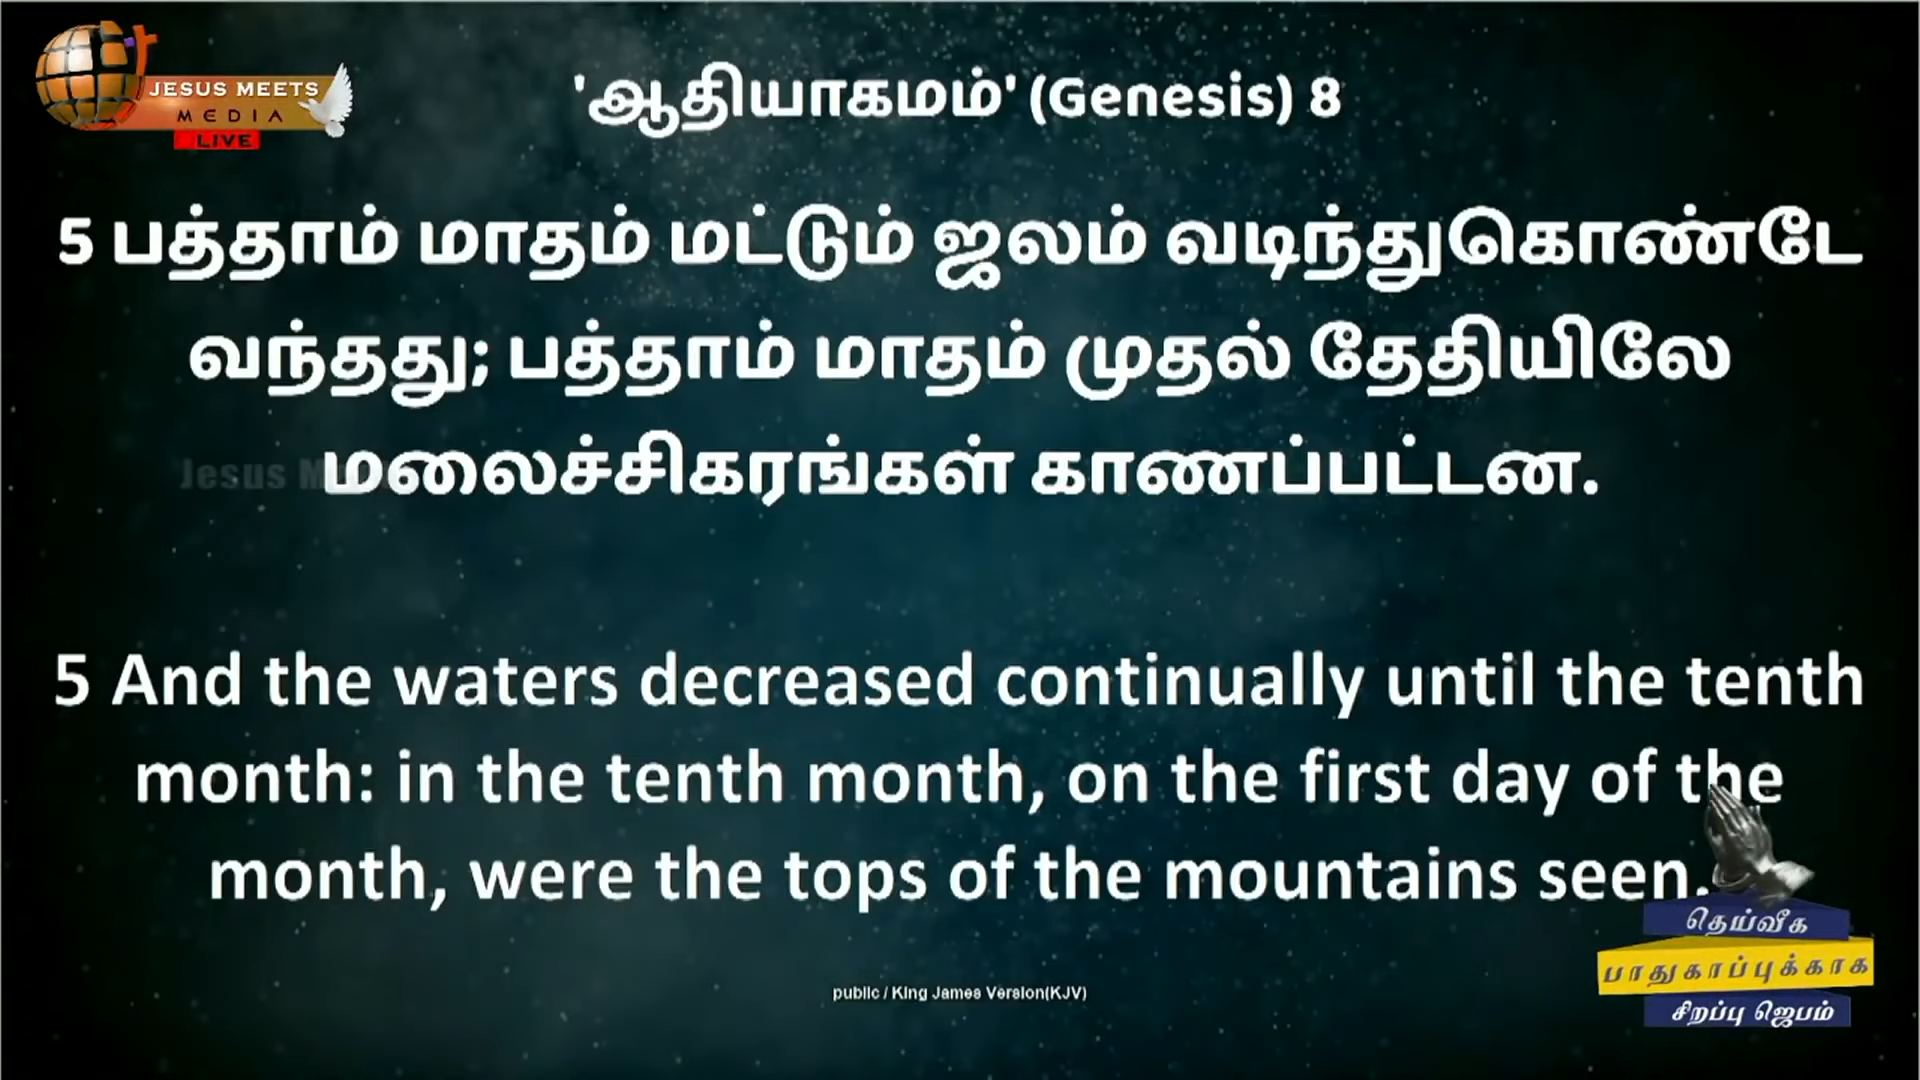 JESUS MEETS
MEDIA
LIVE
'ஆதியாகமம்' (Genesis) 8
5 பத்தாம் மாதம் மட்டும் ஜலம் வடிந்துகொண்டே
வந்தது; பத்தாம் மாதம் முதல் தேதியிலே
மலைச்சிகரங்கள் காணப்பட்டன.
Jesus
5 And the waters decreased continually until the tenth
month: in the tenth month, on the first day of the
month, were the tops of the mountains seen.
தெய்வீக
பாதுகாப்புக்காக
சிறப்பு ஜெபம்
public / King James Version(KJV)